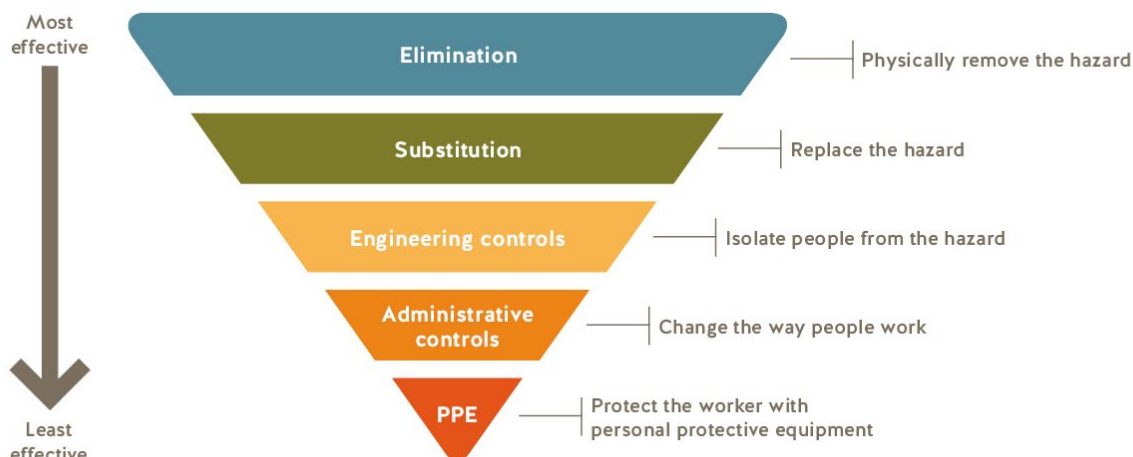 Most
effective
Elimination
Physically remove the hazard
Substitution
Replace the hazard
Engineering controls
Isolate people from the hazard
Administrative
controls
Change the way people work
PPE
Protect the worker with
personal protective equipment
Least
effective